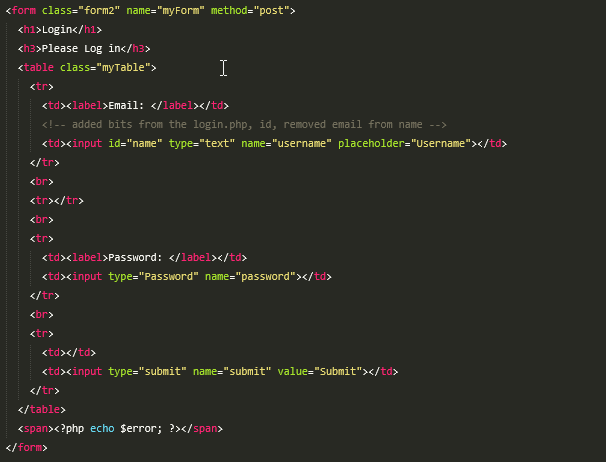 <form class="form2" name="myForm" method="post">
<h1>Login</h1>
<h3>Please Log in</h3>
<table class="myTable">
<tr>
<td><label>Email: </label></td>
<!-- added bits from the login.php, id, removed email from name -->
<td><input id="name" type="text" name="username" placeholder="Username"></td>
</tr>
<br>
<tr></tr>
<br>
<tr>
<td><label>Password: </label></td>
<td><input type="Password" name="password"></td>
</tr>
<br>
<tr>
<td></td>
<td><input type="submit" name="submit" value="Submit"></td>
</tr>
</table>
<span><?php echo $error; ?></span>
</form>